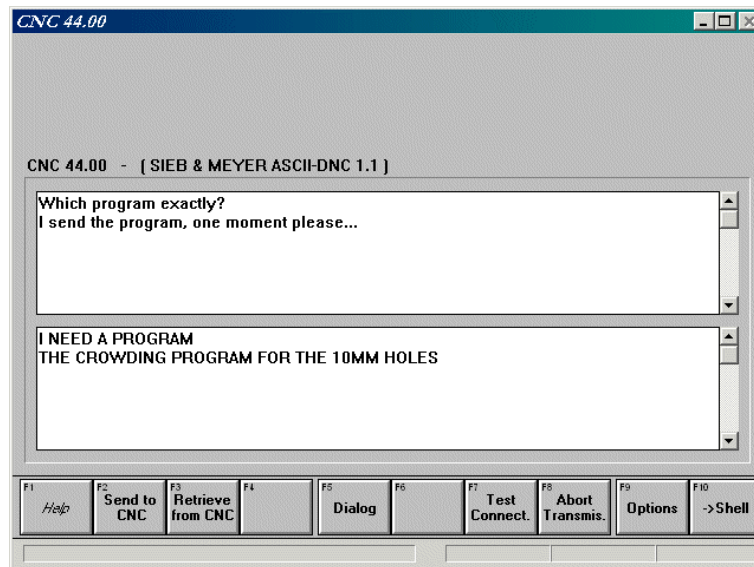 CNC 44.00
CNC 44.00 - ( SIEB & MEYER ASCII-DNC 1.1 )
Which program exactly?
I send the program, one moment please...
I NEED A PROGRAM
THE CROWDING PROGRAM FOR THE 10MM HOLES
F1 Help
F2 Send to CNC
F3 Retrieve from CNC
F4
F5 Dialog
F6
F7 Test Connect.
F8 Abort Transmis.
F9 Options
F10 ->Shell